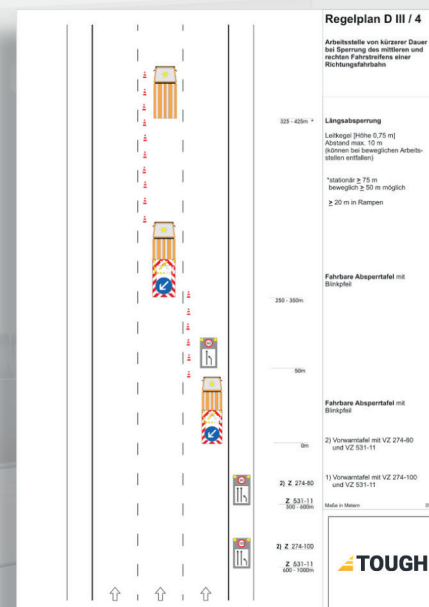 Regelplan D III / 4
Arbeitsstelle von kürzerer Dauer
bei Sperrung des mittleren und
rechten Fahrstreifens einer
Richtungsfahrbahn
325 - 425m *
Längsabsperrung
Leitkegel [Höhe 0,75 m]
Abstand max. 10 m
(können bei beweglichen Arbeits-
stellen entfallen)
*stationär ≥ 75 m
beweglich ≥ 50 m möglich
≥ 20 m in Rampen
250 - 350m
Fahrbare Absperrtafel mit
Blinkpfeil
50m
Fahrbare Absperrtafel mit
Blinkpfeil
0m
2) Vorwarntafel mit VZ 274-80
und VZ 531-11
2) Z 274-80
Z 531-11
300 - 600m
1) Vorwarntafel mit VZ 274-100
und VZ 531-11
Maße in Metern
2) Z 274-100
Z 531-11
600 - 1000m
TOUGH